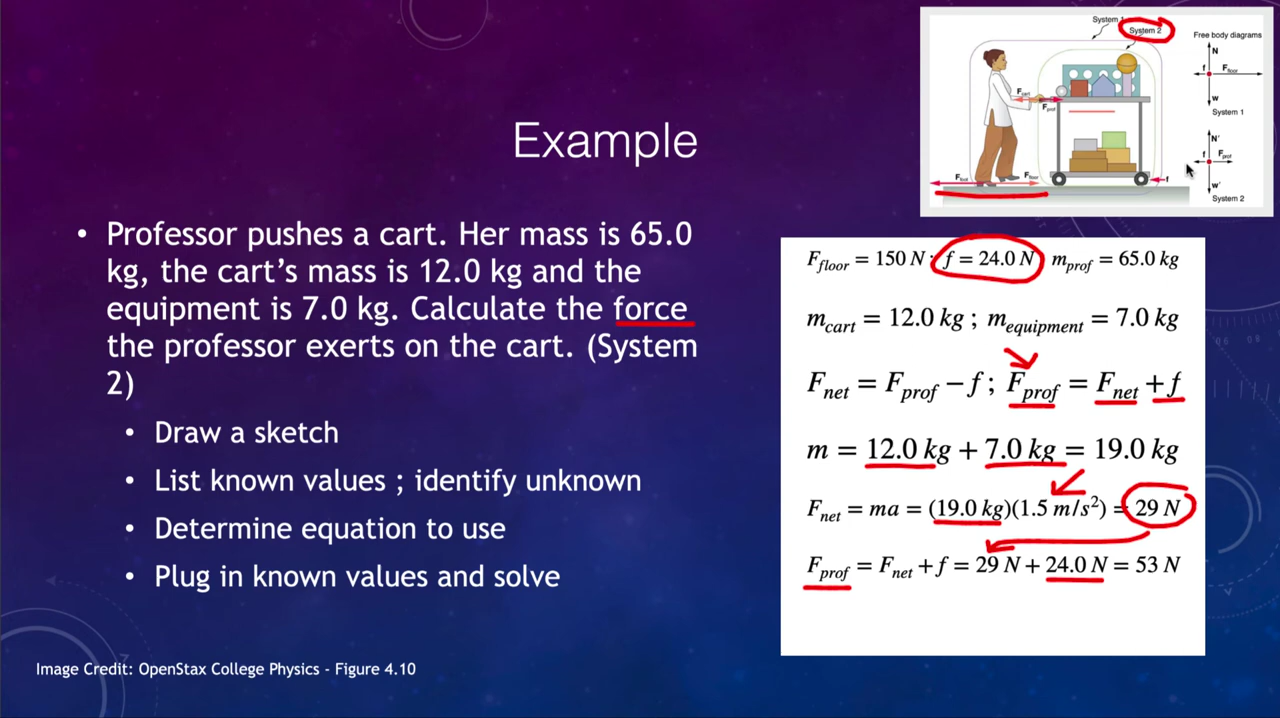 System 1
System 2
Free body diagrams
N
f
F_floor
w
System 1
F_cart
F_prof
N'
f
F_prof
w'
System 2
F_floor
F_floor
f
Example
• Professor pushes a cart. Her mass is 65.0
kg, the cart's mass is 12.0 kg and the
equipment is 7.0 kg. Calculate the force
the professor exerts on the cart. (System
2)
• Draw a sketch
• List known values ; identify unknown
• Determine equation to use
• Plug in known values and solve
F_floor = 150 N; f = 24.0 N; m_prof = 65.0 kg
m_cart = 12.0 kg ; m_equipment = 7.0 kg
F_net = F_prof − f ; F_prof = F_net + f
m = 12.0 kg + 7.0 kg = 19.0 kg
F_net = ma = (19.0 kg)(1.5 m/s²) = 29 N
F_prof = F_net + f = 29 N + 24.0 N = 53 N
Image Credit: OpenStax College Physics - Figure 4.10